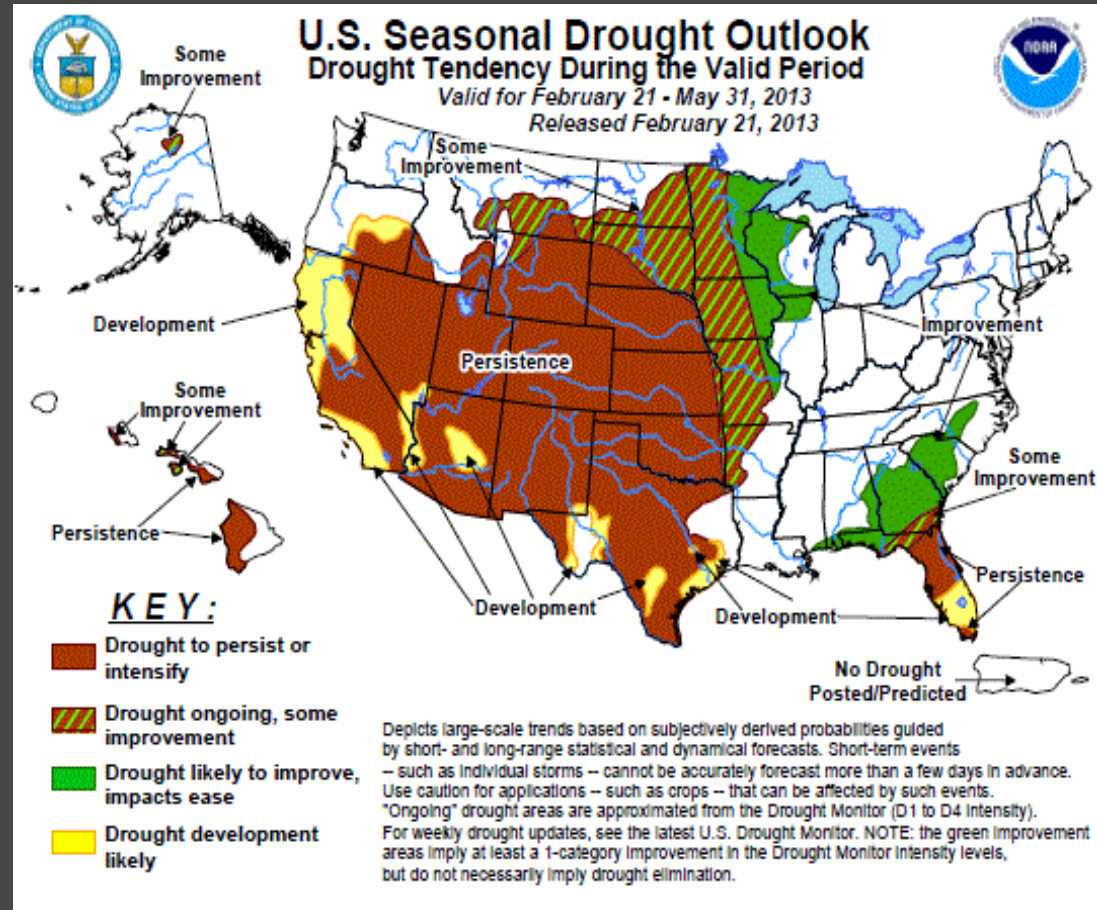 U.S. Seasonal Drought Outlook
Drought Tendency During the Valid Period
Valid for February 21 - May 31, 2013
Released February 21, 2013
NOAA
Some
Improvement
Some
Improvement
Development
Persistence
Improvement
Some
Improvement
Some
Improvement
Persistence
Persistence
Development
Development
No Drought
Posted/Predicted
KEY:
Drought to persist or
intensify
Drought ongoing, some
improvement
Drought likely to improve,
impacts ease
Drought development
likely
Depicts large-scale trends based on subjectively derived probabilities guided
by short- and long-range statistical and dynamical forecasts. Short-term events
-- such as individual storms -- cannot be accurately forecast more than a few days in advance.
Use caution for applications -- such as crops -- that can be affected by such events.
"Ongoing" drought areas are approximated from the Drought Monitor (D1 to D4 intensity).
For weekly drought updates, see the latest U.S. Drought Monitor. NOTE: the green improvement
areas imply at least a 1-category improvement in the Drought Monitor intensity levels,
but do not necessarily imply drought elimination.